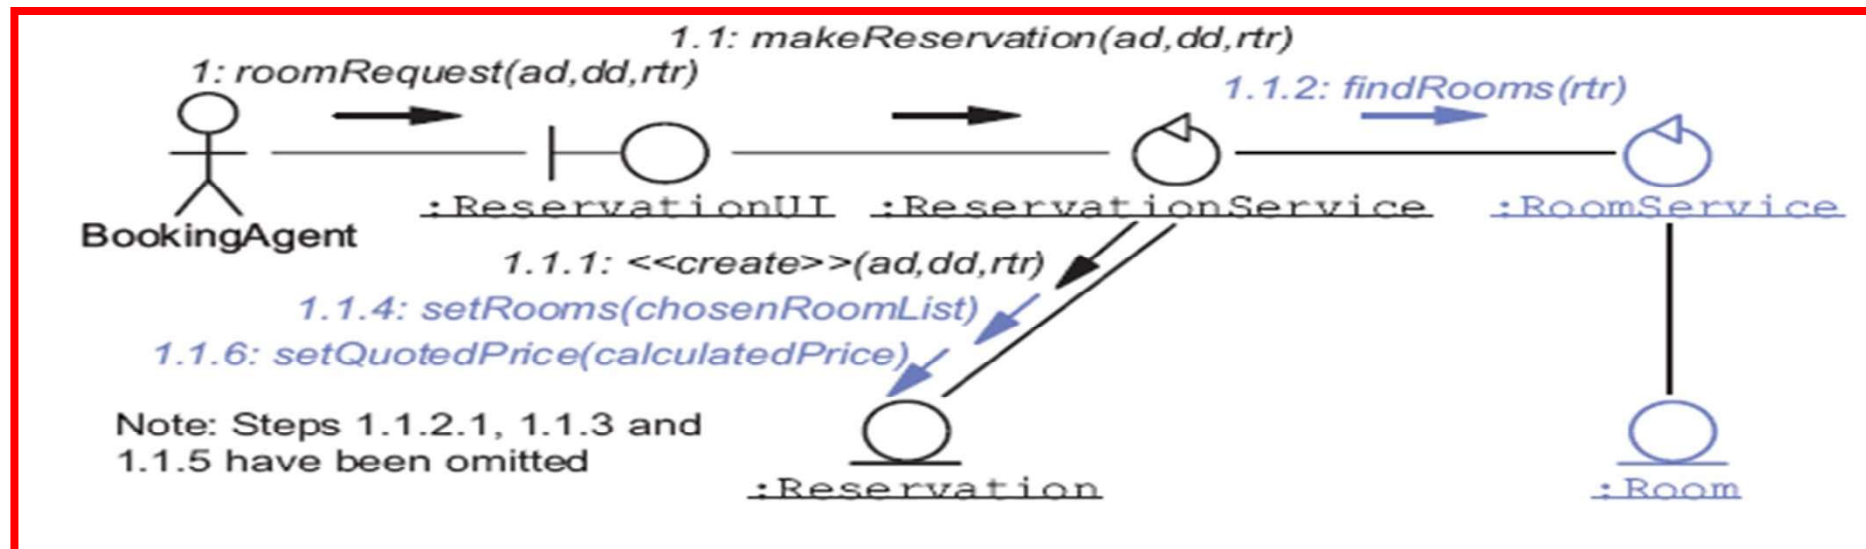 1.1: makeReservation(ad,dd,rtr)
1: roomRequest(ad,dd,rtr)
1.1.2: findRooms(rtr)
:ReservationUI
:ReservationService
:RoomService
BookingAgent
1.1.1: <<create>>(ad,dd,rtr)
1.1.4: setRooms(chosenRoomList)
1.1.6: setQuotedPrice(calculatedPrice)
Note: Steps 1.1.2.1, 1.1.3 and
1.1.5 have been omitted
:Reservation
:Room